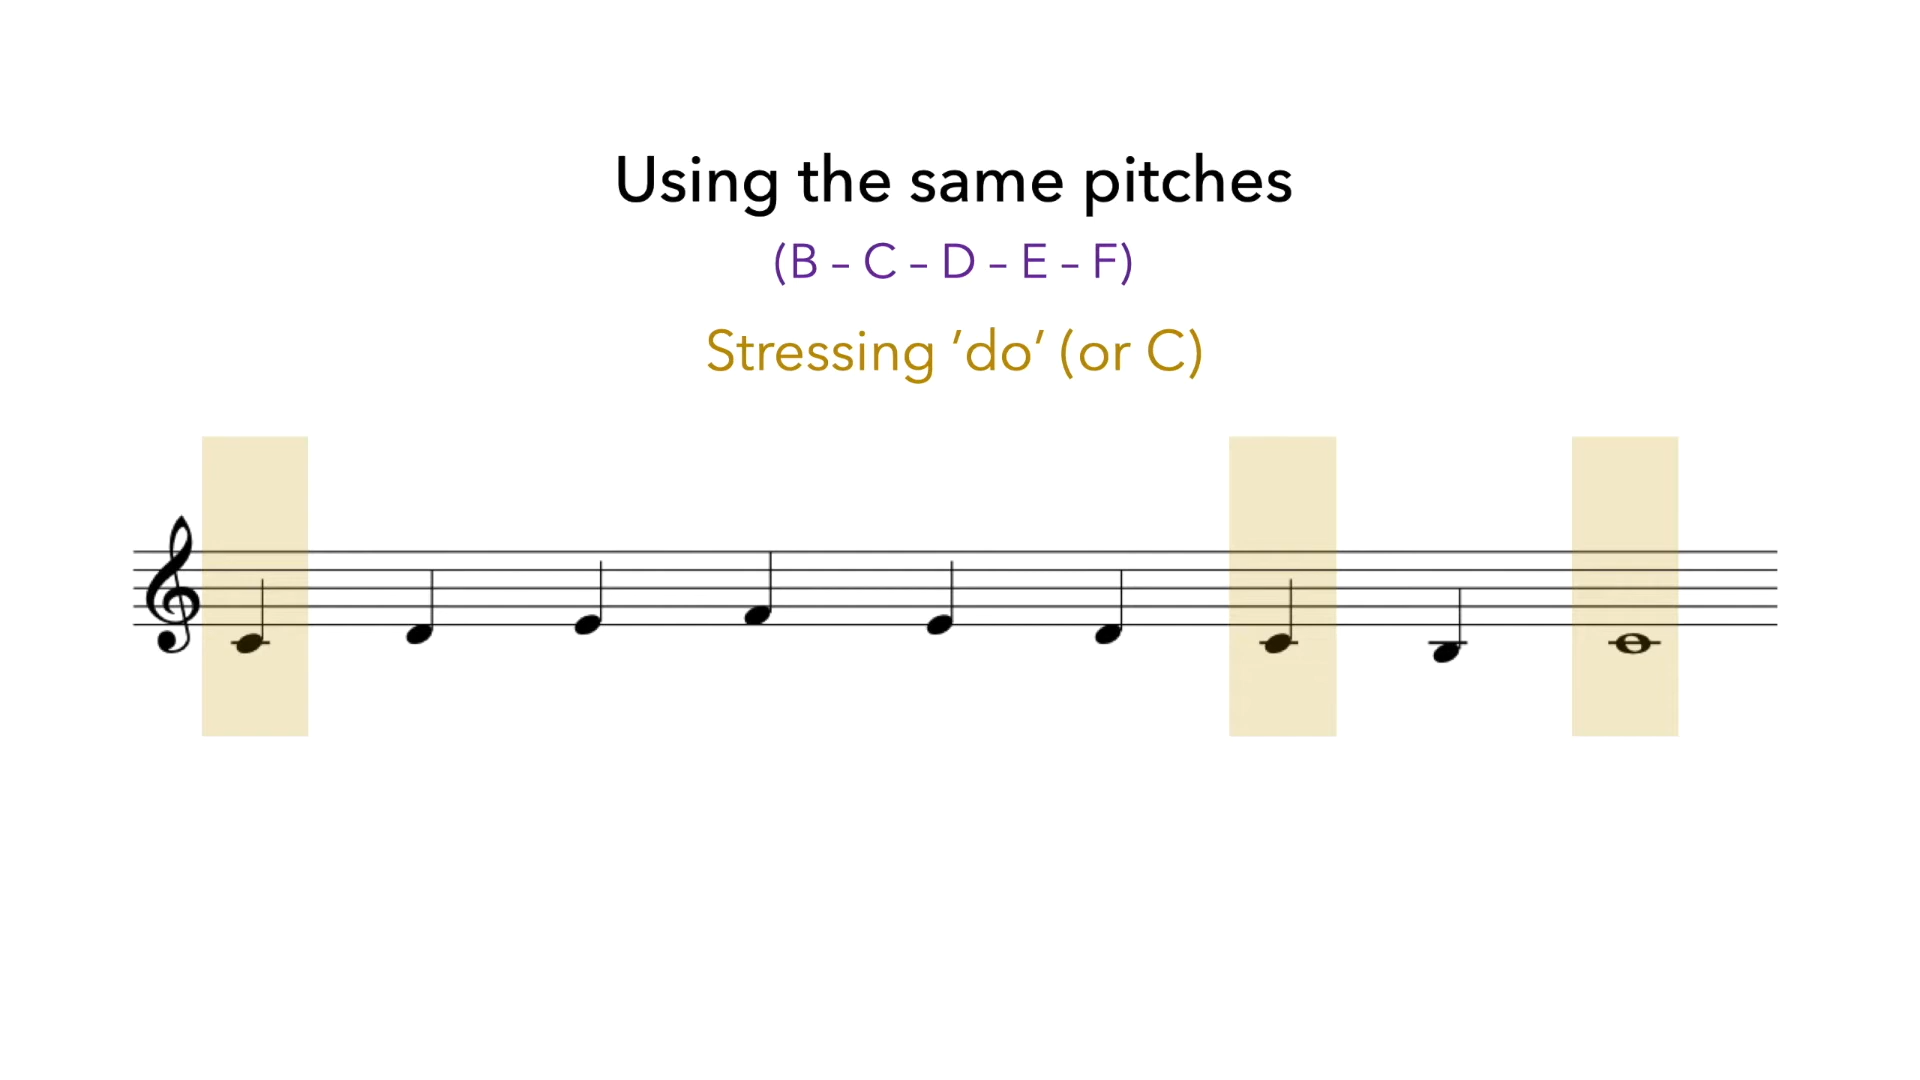 Using the same pitches
(B – C – D – E – F)
Stressing ’do’ (or C)